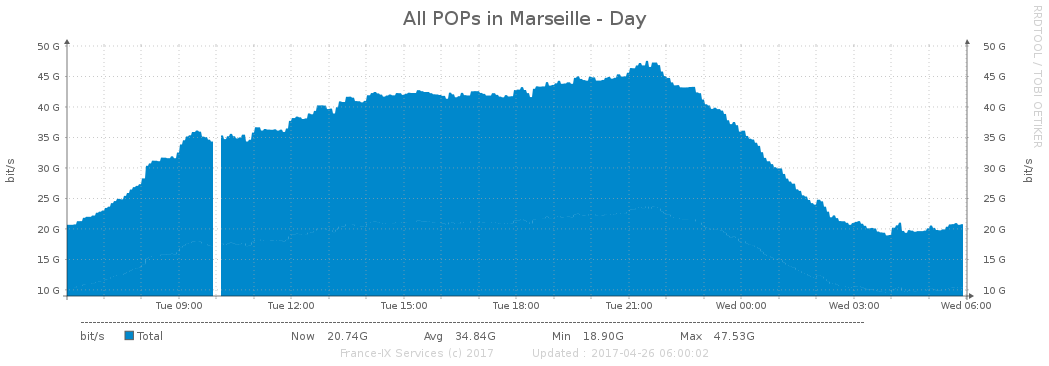 All POPs in Marseille - Day
RRDTOOL / TOBI OETIKER
50 G 50 G
45 G 45 G
40 G 40 G
35 G 35 G
30 G 30 G
25 G 25 G
20 G 20 G
15 G 15 G
10 G 10 G
bit/s bit/s
Tue 09:00 Tue 12:00 Tue 15:00 Tue 18:00 Tue 21:00 Wed 00:00 Wed 03:00 Wed 06:00
bit/s Total Now 20.74G Avg 34.84G Min 18.90G Max 47.53G
France-IX Services (c) 2017 Updated : 2017-04-26 06:00:02